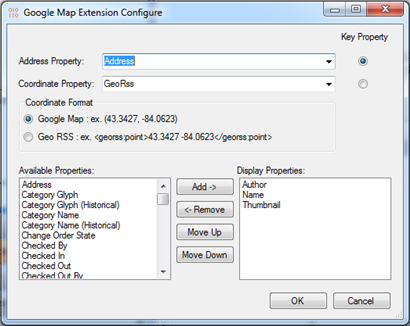 Google Map Extension Configure
Key Property
Address Property:
Address
Coordinate Property:
GeoRss
Coordinate Format
Google Map : ex. (43.3427, -84.0623)
Geo RSS : ex. <georss:point>43.3427 -84.0623</georss:point>
Available Properties:
Address
Category Glyph
Category Glyph (Historical)
Category Name
Category Name (Historical)
Change Order State
Checked By
Checked In
Checked Out
Checked Out By
Add ->
<- Remove
Move Up
Move Down
Display Properties:
Author
Name
Thumbnail
OK
Cancel